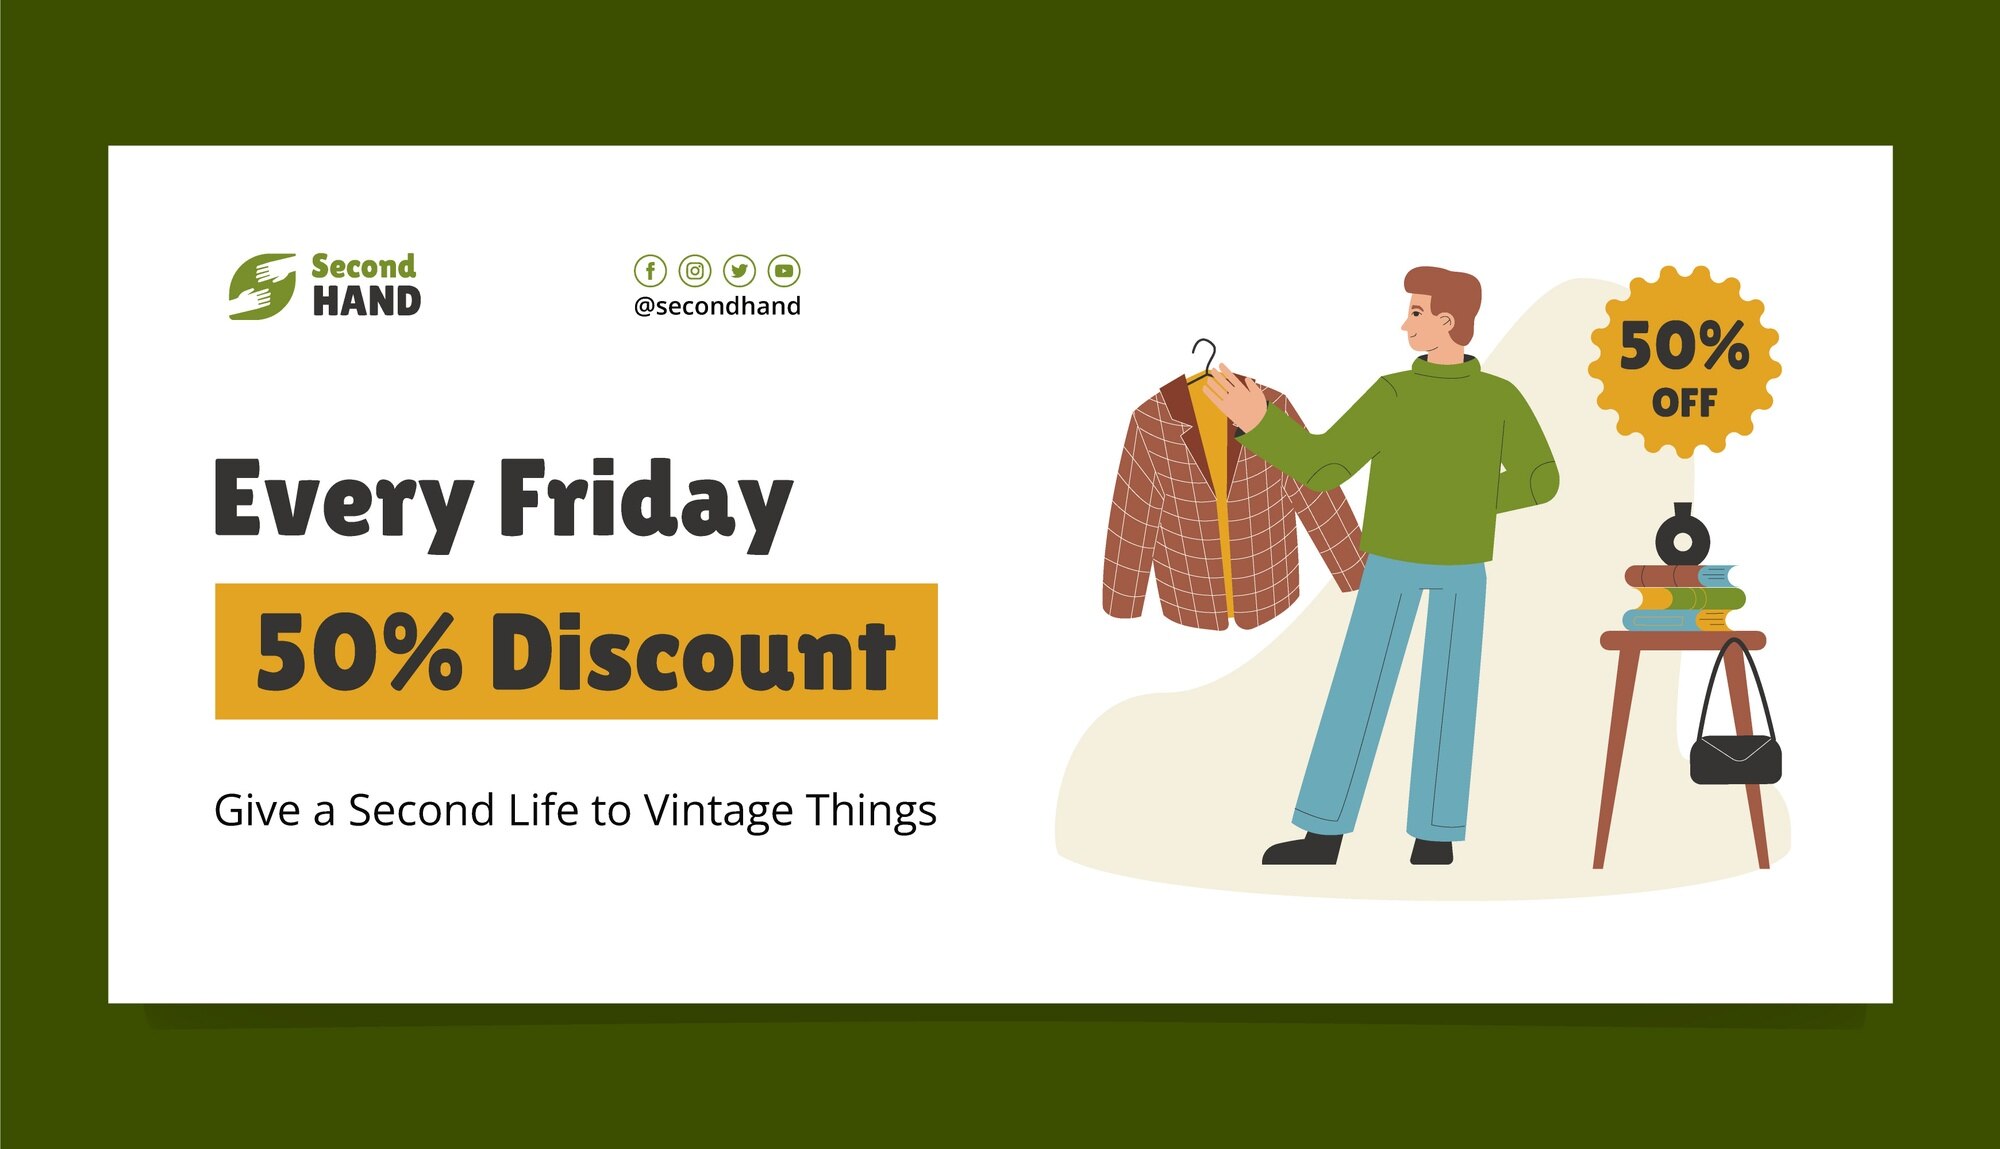 Second
HAND
@secondhand
Every Friday
50% Discount
Give a Second Life to Vintage Things
50%
OFF